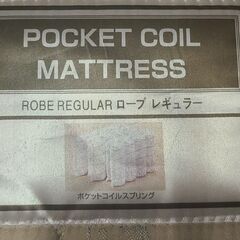 POCKET COIL
MATTRESS
ROBE REGULAR ローブ レギュラー
ポケットコイルスプリング